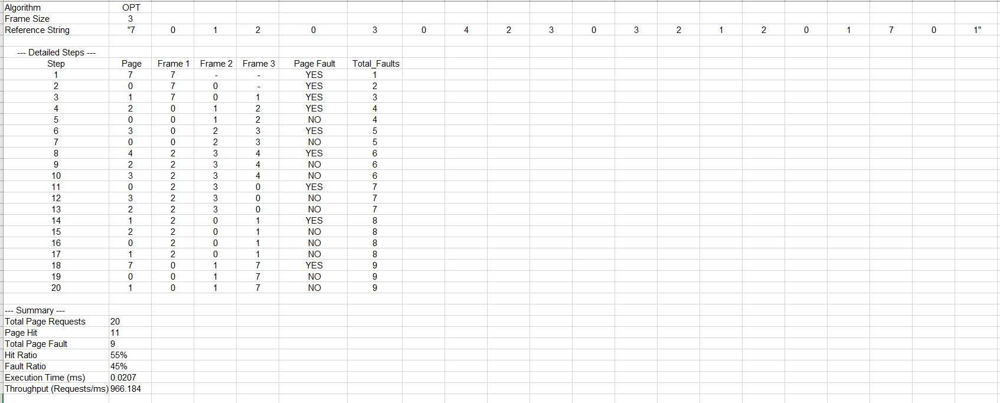 Algorithm OPT
Frame Size 3
Reference String "7 0 1 2 0 3 0 4 2 3 0 3 2 1 2 0 1 7 0 1"
--- Detailed Steps ---
Step Page Frame 1 Frame 2 Frame 3 Page Fault Total_Faults
1 7 7 - - YES 1
2 0 7 0 - YES 2
3 1 7 0 1 YES 3
4 2 0 1 2 YES 4
5 0 0 1 2 NO 4
6 3 0 2 3 YES 5
7 0 0 2 3 NO 5
8 4 2 3 4 YES 6
9 2 2 3 4 NO 6
10 3 2 3 4 NO 6
11 0 2 3 0 YES 7
12 3 2 3 0 NO 7
13 2 2 3 0 NO 7
14 1 2 0 1 YES 8
15 2 2 0 1 NO 8
16 0 2 0 1 NO 8
17 1 2 0 1 NO 8
18 7 0 1 7 YES 9
19 0 0 1 7 NO 9
20 1 0 1 7 NO 9
--- Summary ---
Total Page Requests 20
Page Hit 11
Total Page Fault 9
Hit Ratio 55%
Fault Ratio 45%
Execution Time (ms) 0.0207
Throughput (Requests/ms) 966.184